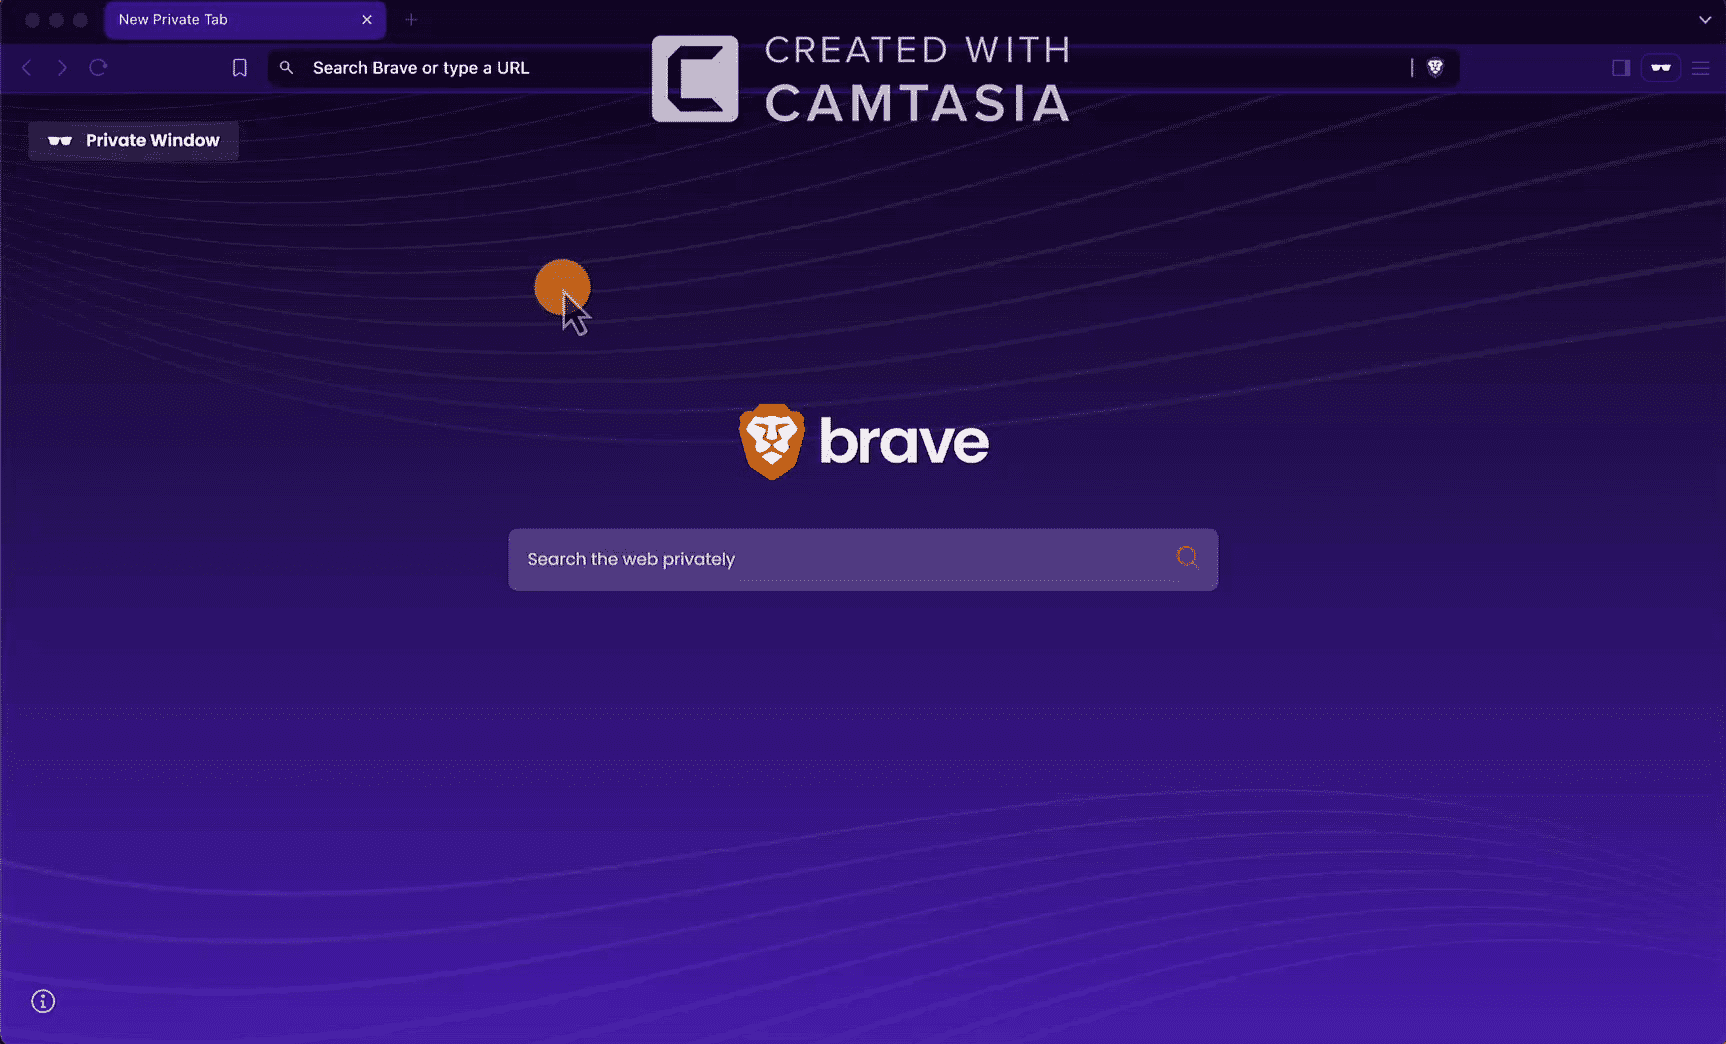 New Private Tab
Search Brave or type a URL
CREATED WITH
CAMTASIA
Private Window
brave
Search the web privately